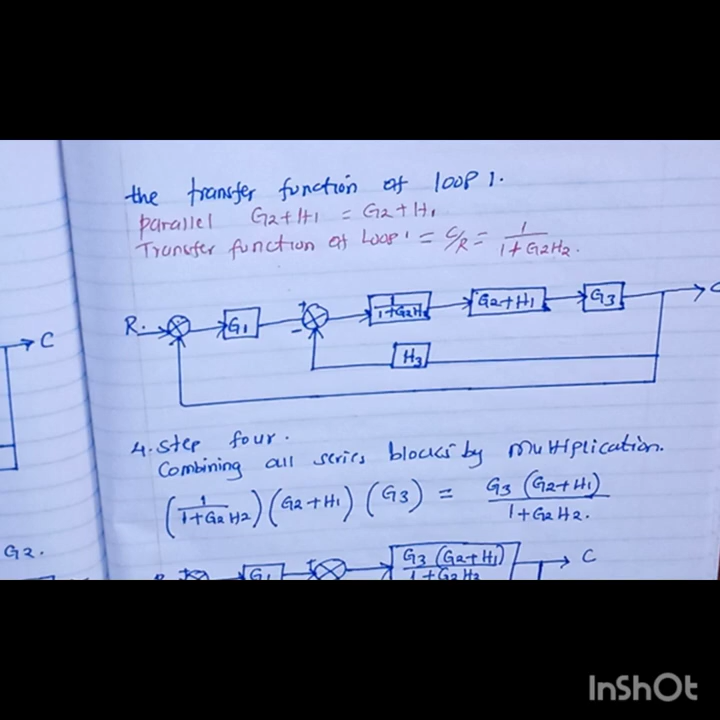 the transfer function of loop 1.
parallel G2+H1 = G2+H1
Transfer function of Loop 1 = C/R = 1/1+G2H2.
R. G1 + - 1/1+G2H2 G2+H1 G3 C
C
H3
4. step four.
Combining all series blocks by multiplication.
(1/1+G2H2) (G2+H1) (G3) = G3 (G2+H1)/1+G2H2.
G2.
G1 + G3 (G2+H1)/1+G2H2 C
InShOt